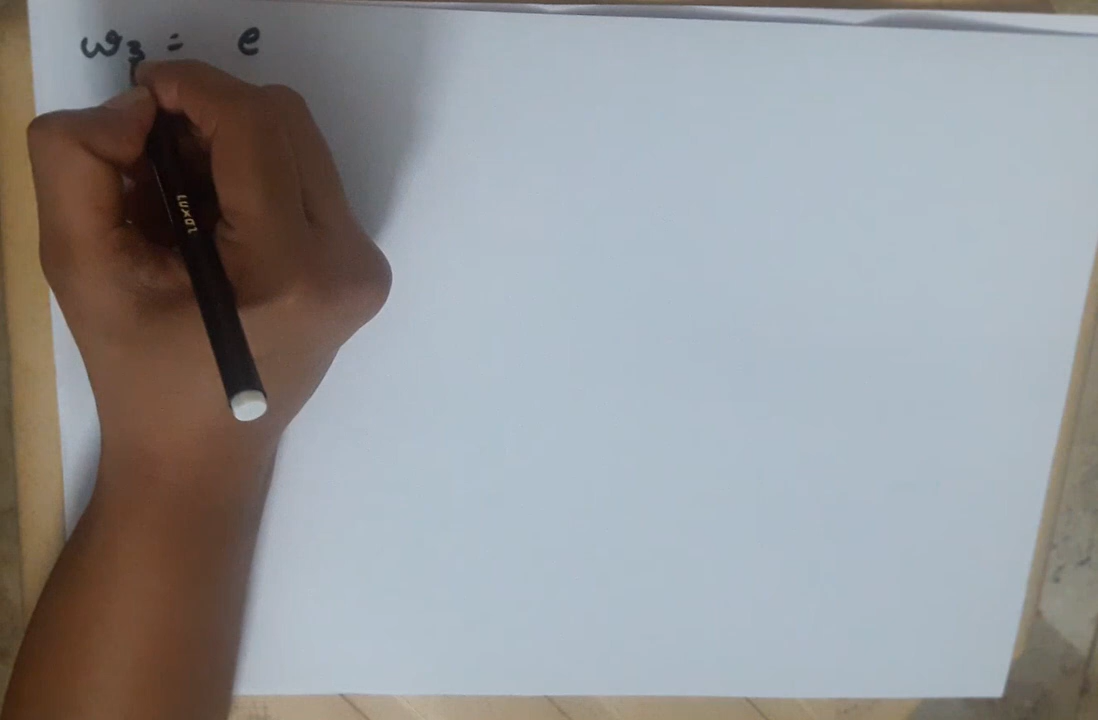 ω3 = e
LUXOR